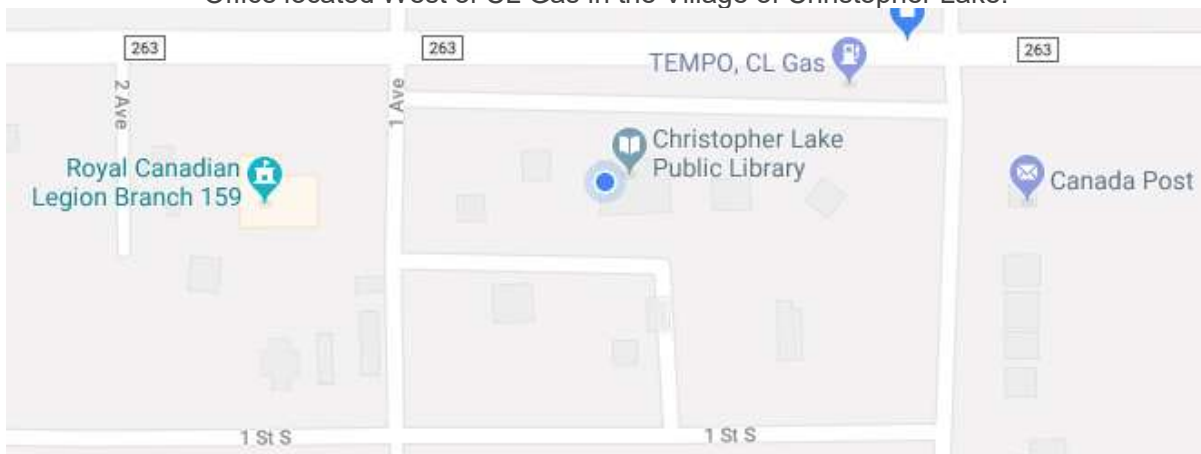 Office located West of CL Gas in the Village of Christopher Lake.
263
263
263
TEMPO, CL Gas
2 Ave
1 Ave
Christopher Lake
Public Library
Royal Canadian
Legion Branch 159
Canada Post
1 St S
1 St S